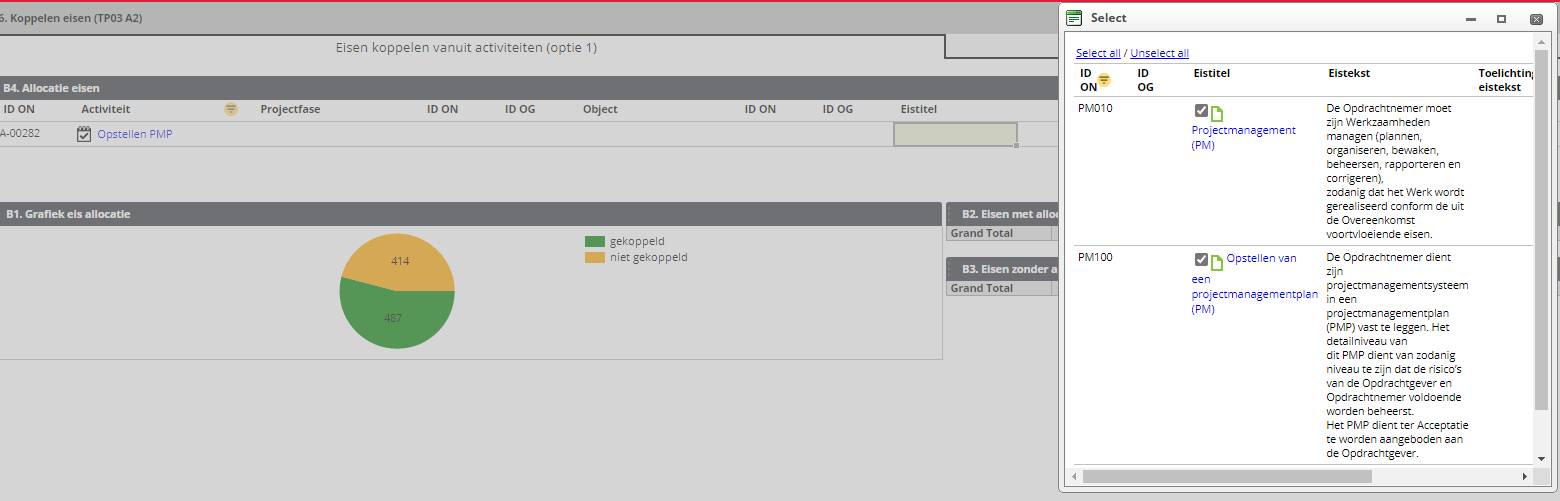 6. Koppelen eisen (TP03 A2)
Eisen koppelen vanuit activiteiten (optie 1)
B4. Allocatie eisen
ID ON Activiteit Projectfase ID ON ID OG Object ID ON ID OG Eistitel
A-00282 Opstellen PMP
B1. Grafiek eis allocatie
414
487
gekoppeld
niet gekoppeld
B2. Eisen met alloc
Grand Total
B3. Eisen zonder a
Grand Total
Select
Select all / Unselect all
ID ON
ID OG
Eistitel
Eistekst
Toelichting
eistekst
PM010
Projectmanagement
(PM)
De Opdrachtnemer moet
zijn Werkzaamheden
managen (plannen,
organiseren, bewaken,
beheersen, rapporteren en
corrigeren),
zodanig dat het Werk wordt
gerealiseerd conform de uit
de Overeenkomst
voortvloeiende eisen.
PM100
Opstellen van
een
projectmanagementplan
(PM)
De Opdrachtnemer dient
zijn
projectmanagementsysteem
in een
projectmanagementplan
(PMP) vast te leggen. Het
detailniveau van
dit PMP dient van zodanig
niveau te zijn dat de risico's
van de Opdrachtgever en
Opdrachtnemer voldoende
worden beheerst.
Het PMP dient ter Acceptatie
te worden aangeboden aan
de Opdrachtgever.